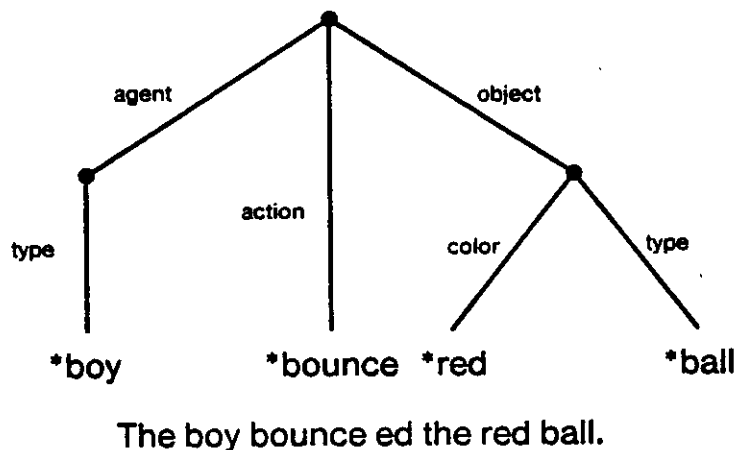 agent object
action
type color type
*boy *bounce *red *ball
The boy bounce ed the red ball.